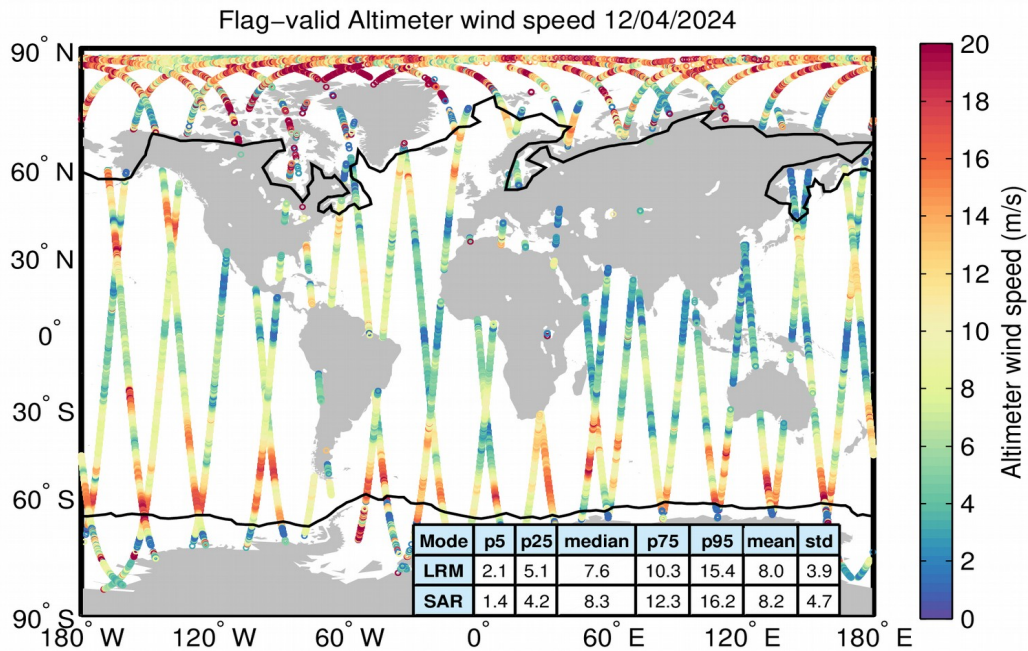 Flag-valid Altimeter wind speed 12/04/2024
90° N
60° N
30° N
0°
30° S
60° S
90° S
180° W
120° W
60° W
0°
60° E
120° E
180° E
Mode p5 p25 median p75 p95 mean std
LRM 2.1 5.1 7.6 10.3 15.4 8.0 3.9
SAR 1.4 4.2 8.3 12.3 16.2 8.2 4.7
20
18
16
14
12
10
8
6
4
2
0
Altimeter wind speed (m/s)